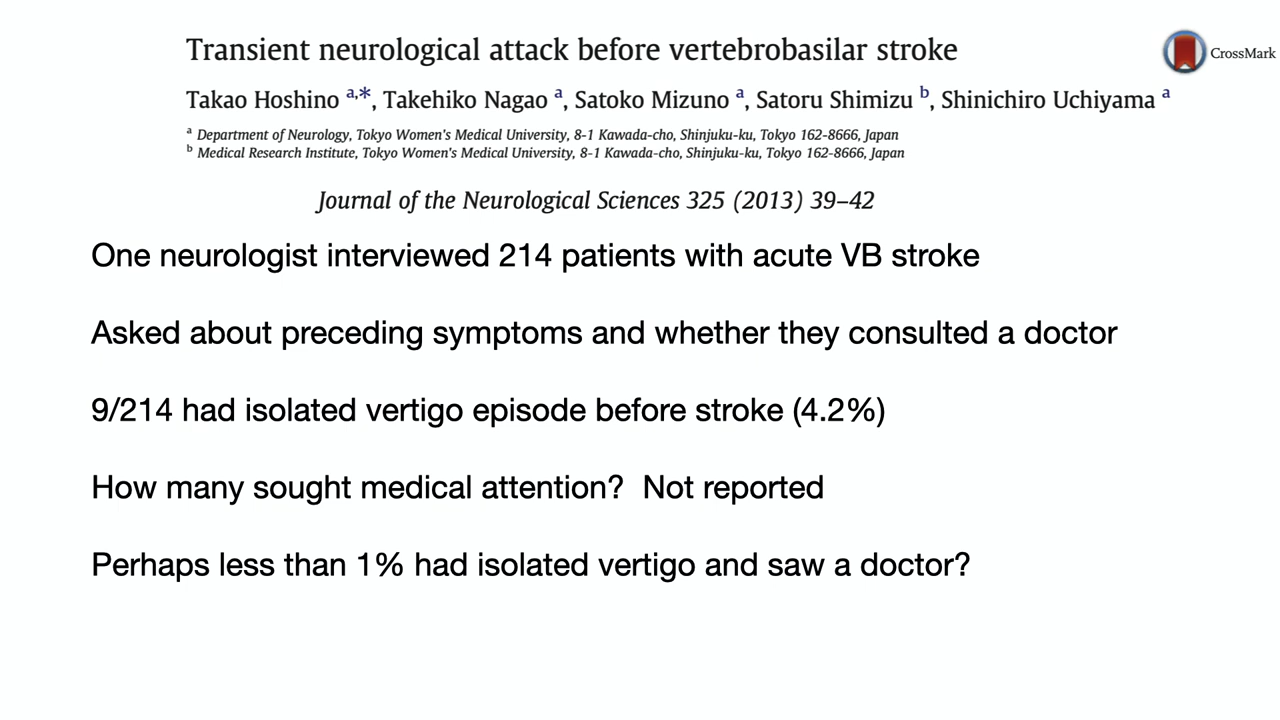 Transient neurological attack before vertebrobasilar stroke
CrossMark
Takao Hoshino a,*, Takehiko Nagao a, Satoko Mizuno a, Satoru Shimizu b, Shinichiro Uchiyama a
a Department of Neurology, Tokyo Women's Medical University, 8-1 Kawada-cho, Shinjuku-ku, Tokyo 162-8666, Japan
b Medical Research Institute, Tokyo Women's Medical University, 8-1 Kawada-cho, Shinjuku-ku, Tokyo 162-8666, Japan
Journal of the Neurological Sciences 325 (2013) 39–42
One neurologist interviewed 214 patients with acute VB stroke
Asked about preceding symptoms and whether they consulted a doctor
9/214 had isolated vertigo episode before stroke (4.2%)
How many sought medical attention?  Not reported
Perhaps less than 1% had isolated vertigo and saw a doctor?